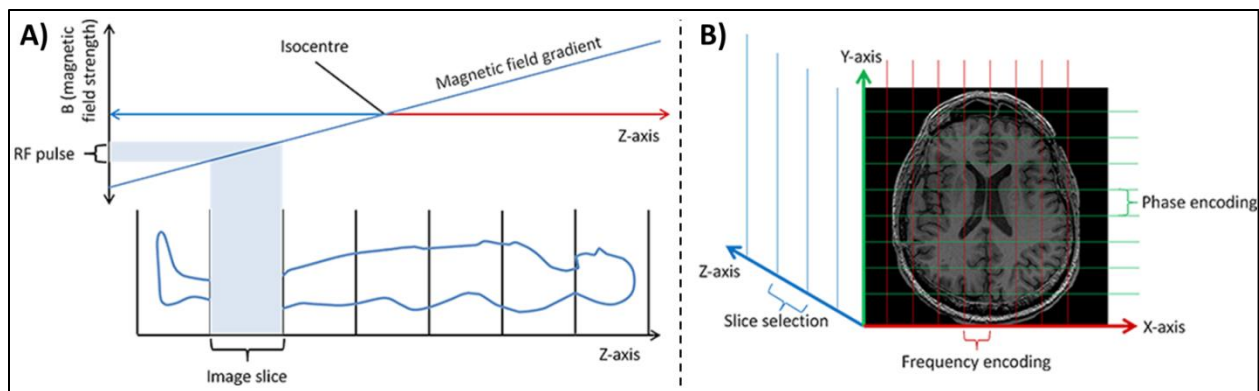 A)
B (magnetic
field strength)
Isocentre
Magnetic field gradient
Z-axis
RF pulse
Z-axis
Image slice
B)
Y-axis
Phase encoding
Z-axis
Slice selection
X-axis
Frequency encoding